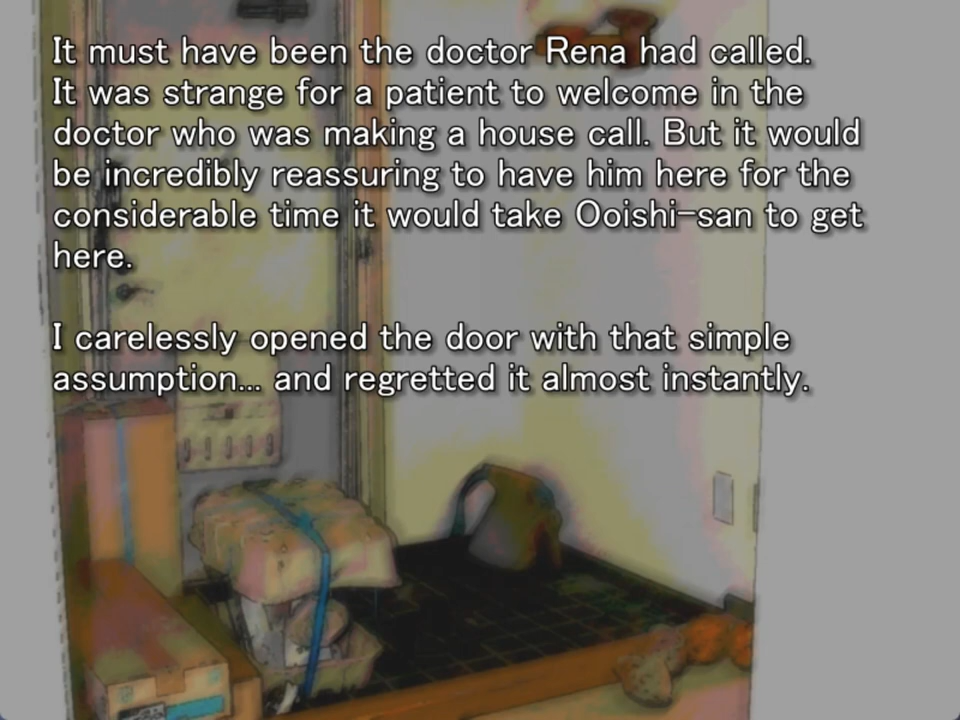 It must have been the doctor Rena had called.
It was strange for a patient to welcome in the
doctor who was making a house call. But it would
be incredibly reassuring to have him here for the
considerable time it would take Ooishi-san to get
here.
I carelessly opened the door with that simple
assumption... and regretted it almost instantly.